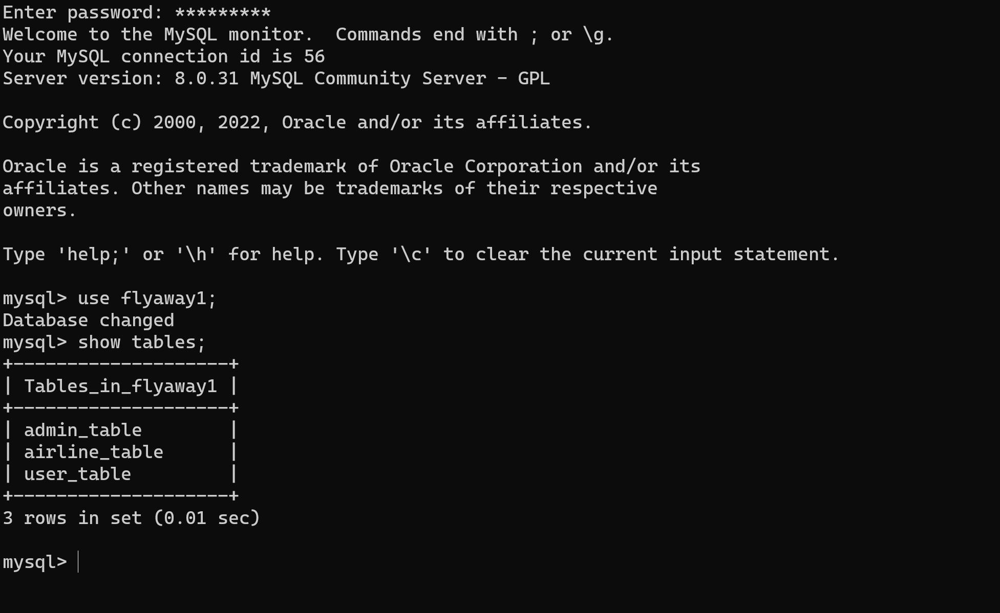 Enter password: *********
Welcome to the MySQL monitor.  Commands end with ; or \g.
Your MySQL connection id is 56
Server version: 8.0.31 MySQL Community Server - GPL

Copyright (c) 2000, 2022, Oracle and/or its affiliates.

Oracle is a registered trademark of Oracle Corporation and/or its
affiliates. Other names may be trademarks of their respective
owners.

Type 'help;' or '\h' for help. Type '\c' to clear the current input statement.

mysql> use flyaway1;
Database changed
mysql> show tables;
+--------------------+
| Tables_in_flyaway1 |
+--------------------+
| admin_table        |
| airline_table      |
| user_table         |
+--------------------+
3 rows in set (0.01 sec)

mysql>